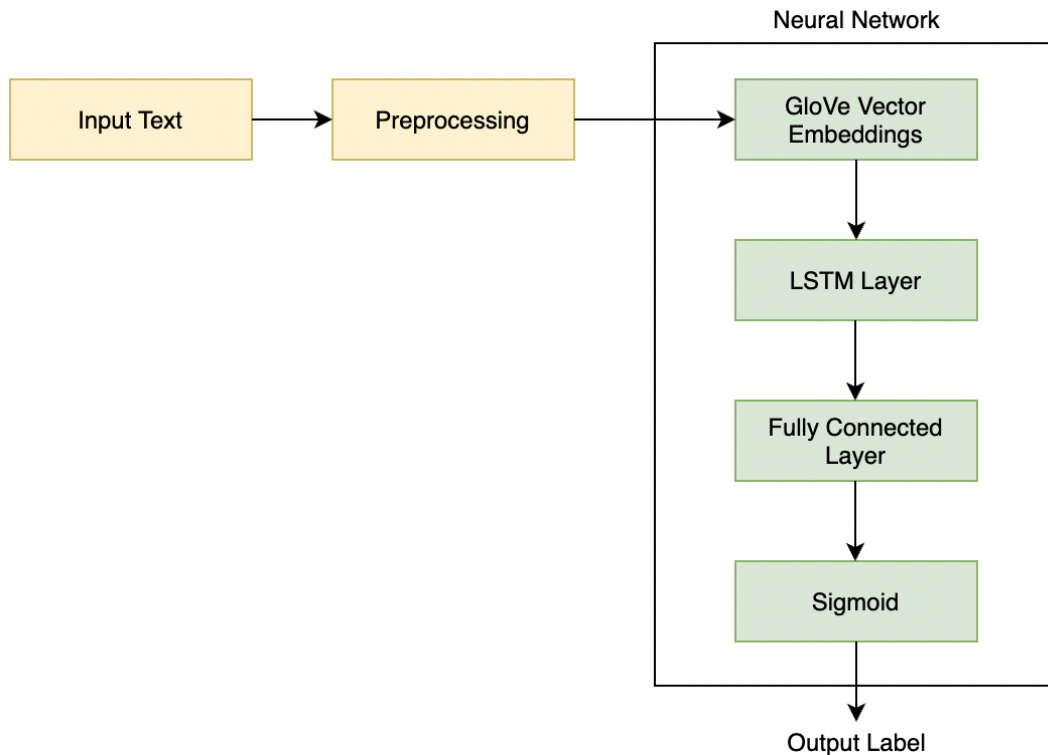 Neural Network
Input Text
Preprocessing
GloVe Vector
Embeddings
LSTM Layer
Fully Connected
Layer
Sigmoid
Output Label